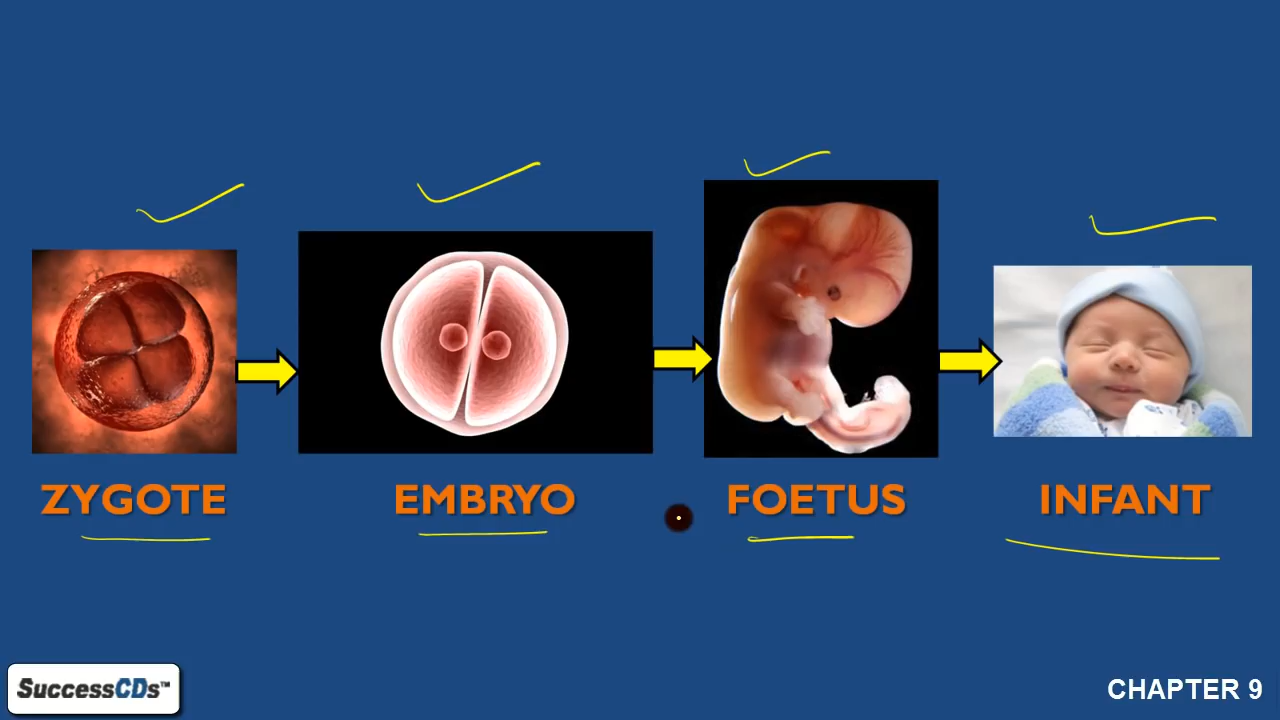 ZYGOTE
EMBRYO
FOETUS
INFANT
SuccessCDs™
CHAPTER 9